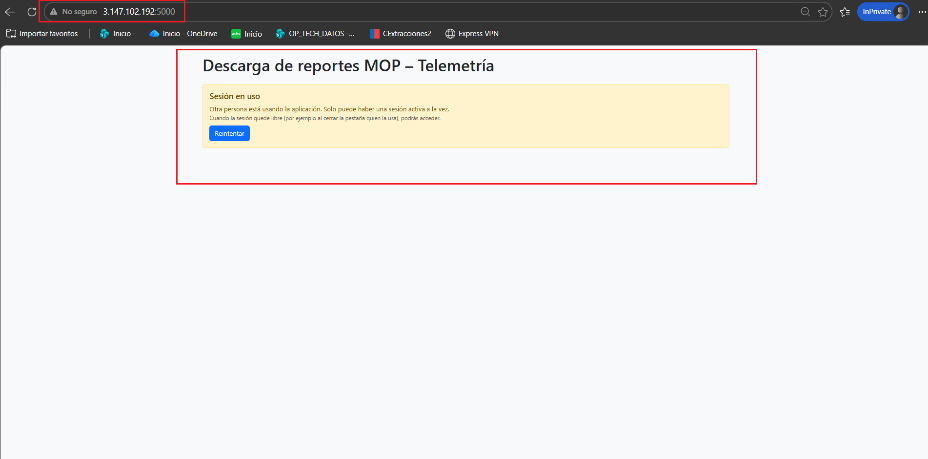 No seguro 3.147.102.192:5000
InPrivate
Importar favoritos
Inicio
Inicio - OneDrive
Inicio
OP_TECH_DATOS -...
CExtracciones2
Express VPN
Descarga de reportes MOP – Telemetría
Sesión en uso
Otra persona está usando la aplicación. Solo puede haber una sesión activa a la vez.
Cuando la sesión quede libre (por ejemplo al cerrar la pestaña quien la usa), podrás acceder.
Reintentar